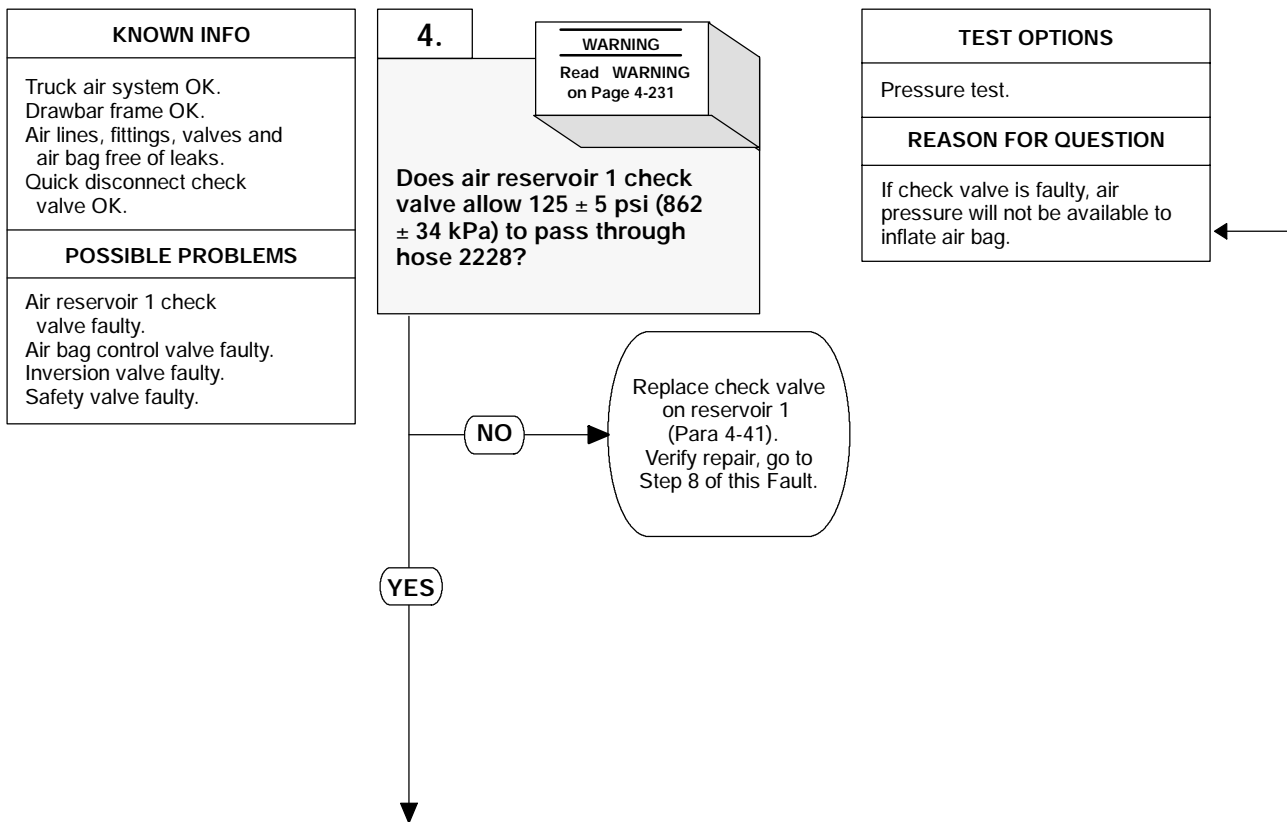 KNOWN INFO
Truck air system OK.
Drawbar frame OK.
Air lines, fittings, valves and
air bag free of leaks.
Quick disconnect check
valve OK.
POSSIBLE PROBLEMS
Air reservoir 1 check
valve faulty.
Air bag control valve faulty.
Inversion valve faulty.
Safety valve faulty.
4.
WARNING
Read WARNING
on Page 4-231
Does air reservoir 1 check
valve allow 125 ± 5 psi (862
± 34 kPa) to pass through
hose 2228?
TEST OPTIONS
Pressure test.
REASON FOR QUESTION
If check valve is faulty, air
pressure will not be available to
inflate air bag.
NO
Replace check valve
on reservoir 1
(Para 4-41).
Verify repair, go to
Step 8 of this Fault.
YES